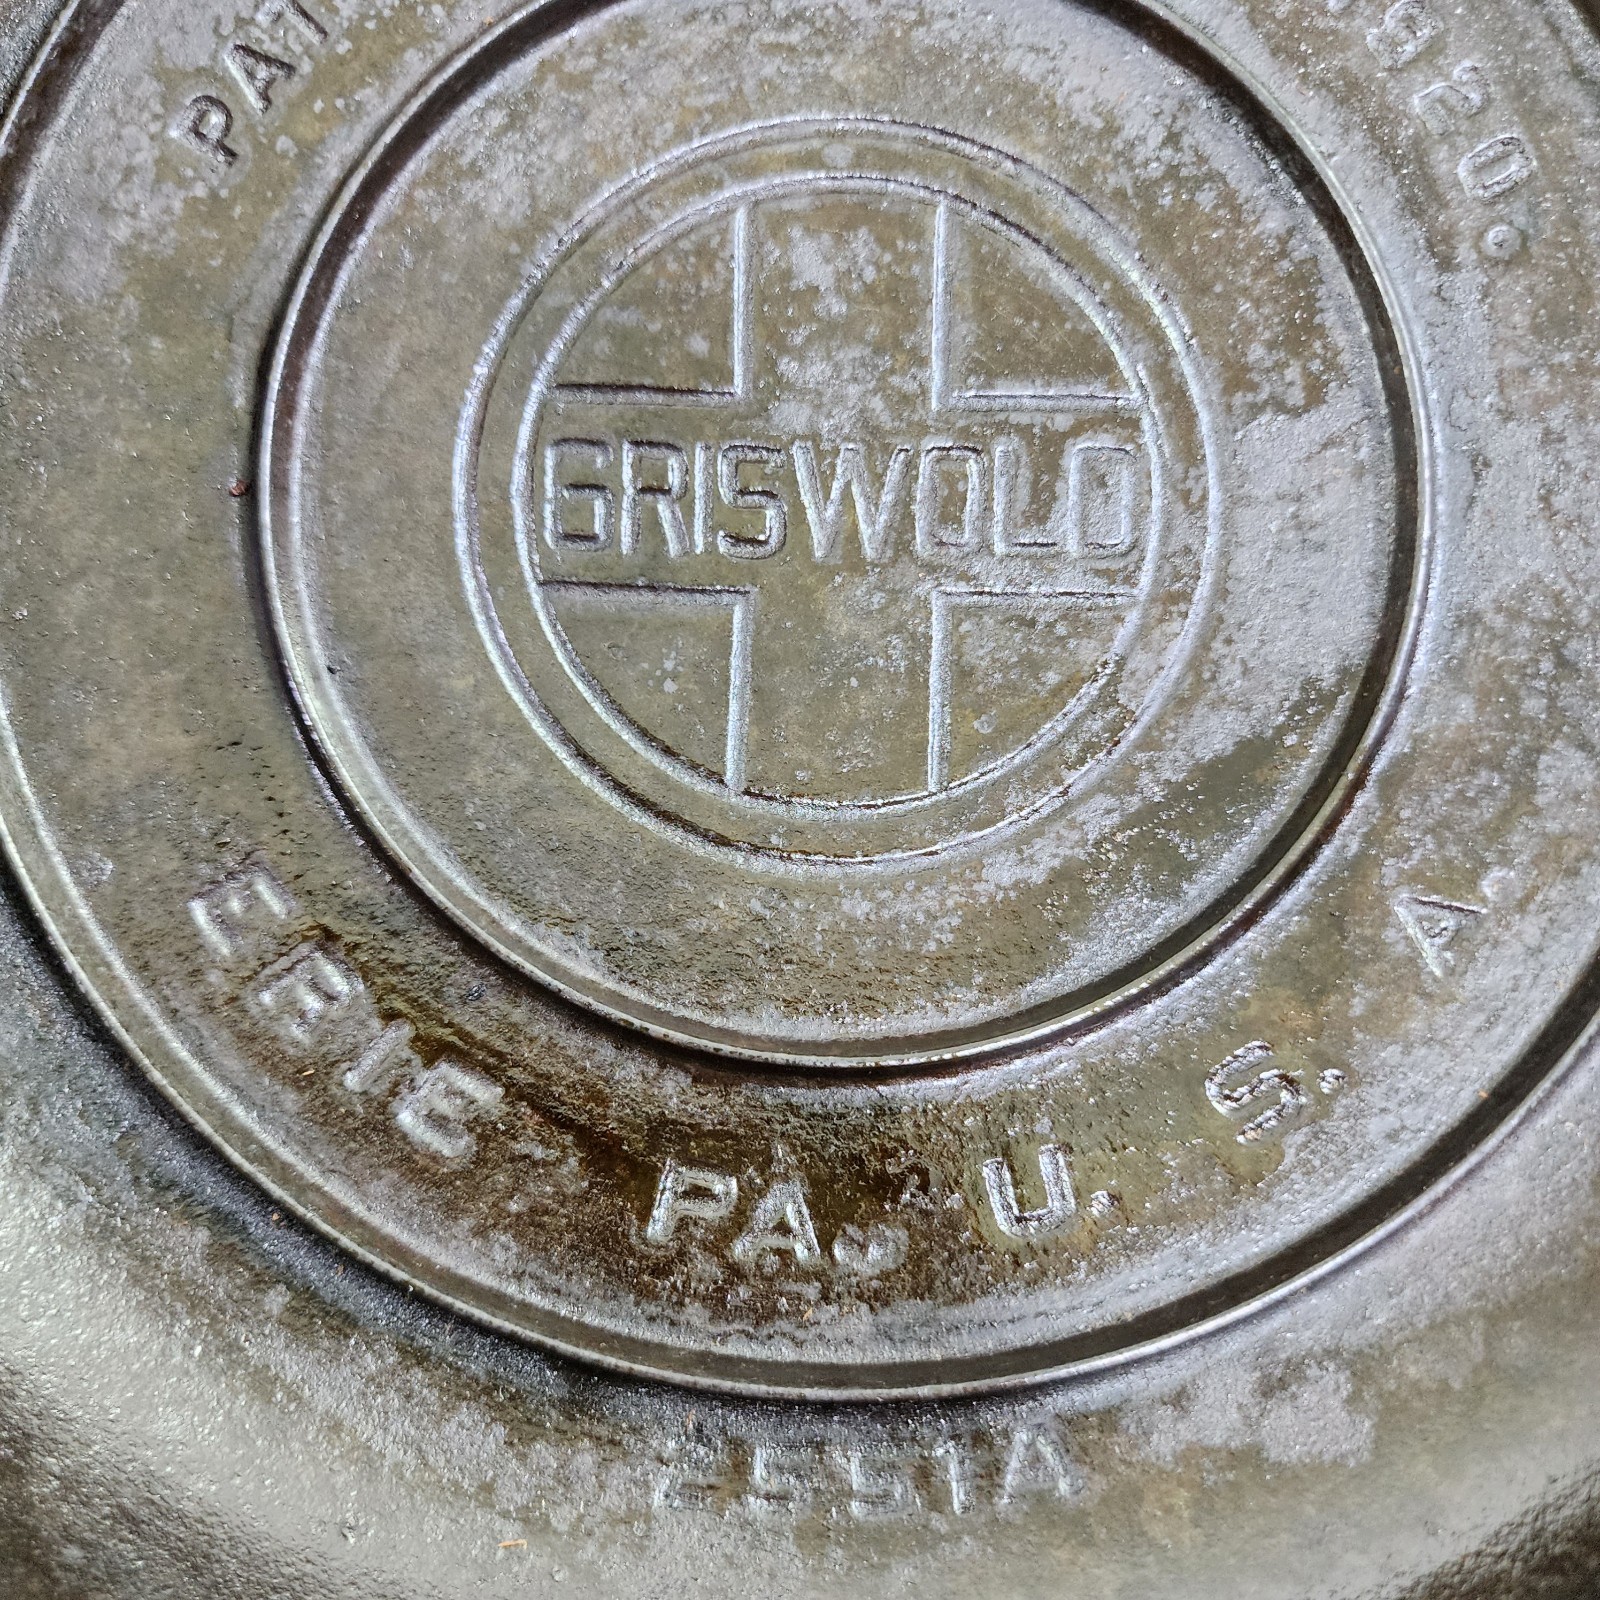 PAT
920.
GRISWOLD
ERIE PA., U.S.A.
2551A